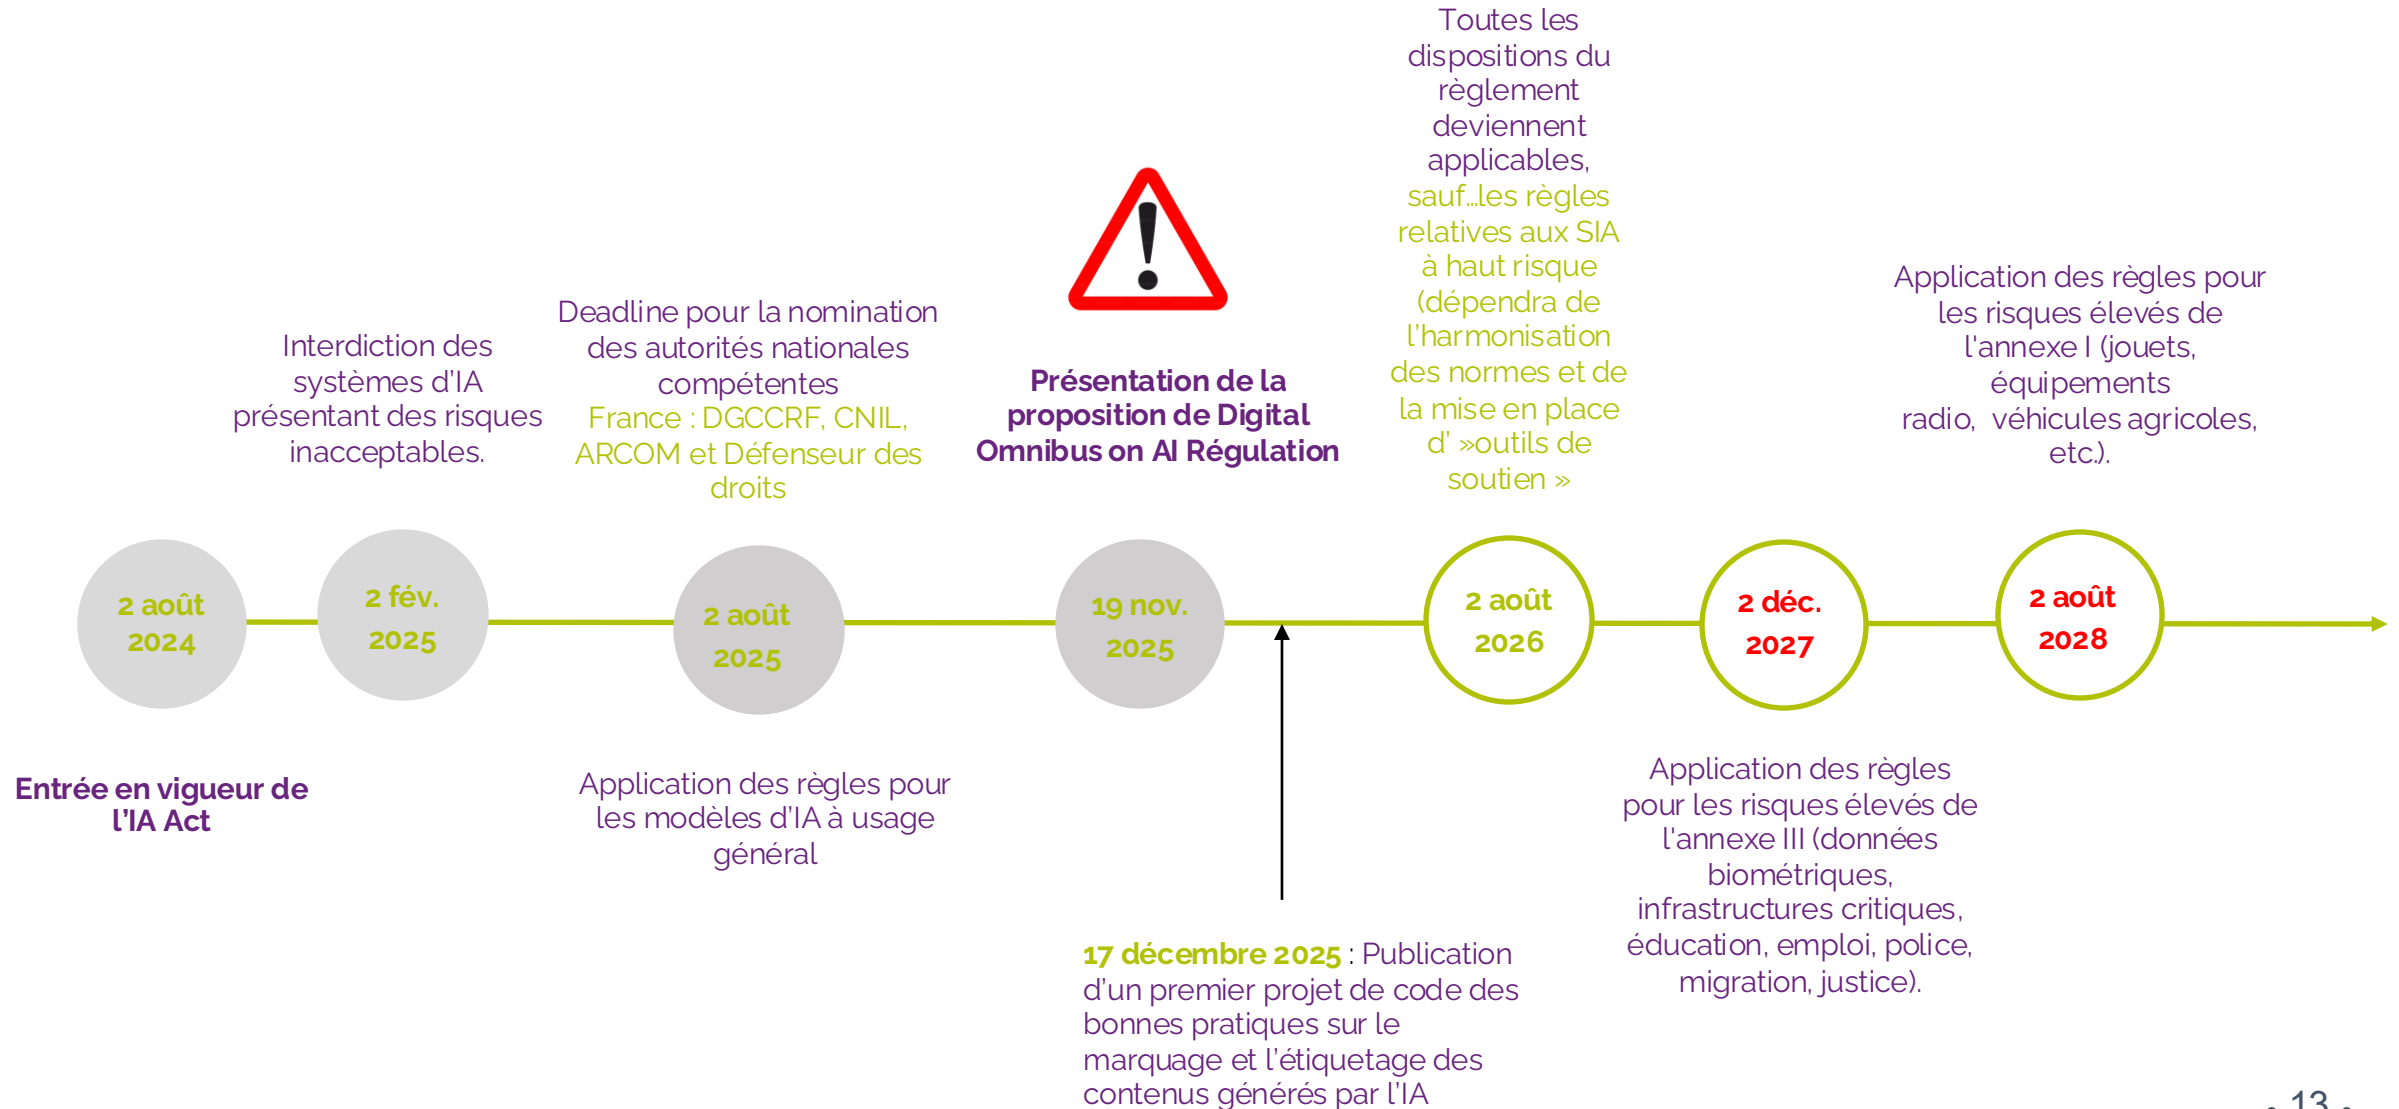 2 août
2024
Entrée en vigueur de
l'IA Act
Interdiction des
systèmes d'IA
présentant des risques
inacceptables.
2 fév.
2025
Deadline pour la nomination
des autorités nationales
compétentes
France : DGCCRF, CNIL,
ARCOM et Défenseur des
droits
2 août
2025
Application des règles pour
les modèles d'IA à usage
général
Présentation de la
proposition de Digital
Omnibus on AI Régulation
19 nov.
2025
17 décembre 2025 : Publication
d'un premier projet de code des
bonnes pratiques sur le
marquage et l'étiquetage des
contenus générés par l'IA
Toutes les
dispositions du
règlement
deviennent
applicables,
sauf…les règles
relatives aux SIA
à haut risque
(dépendra de
l'harmonisation
des normes et de
la mise en place
d' »outils de
soutien »
2 août
2026
2 déc.
2027
Application des règles
pour les risques élevés de
l'annexe III (données
biométriques,
infrastructures critiques,
éducation, emploi, police,
migration, justice).
Application des règles pour
les risques élevés de
l'annexe I (jouets,
équipements
radio, véhicules agricoles,
etc.).
2 août
2028
• 13 •